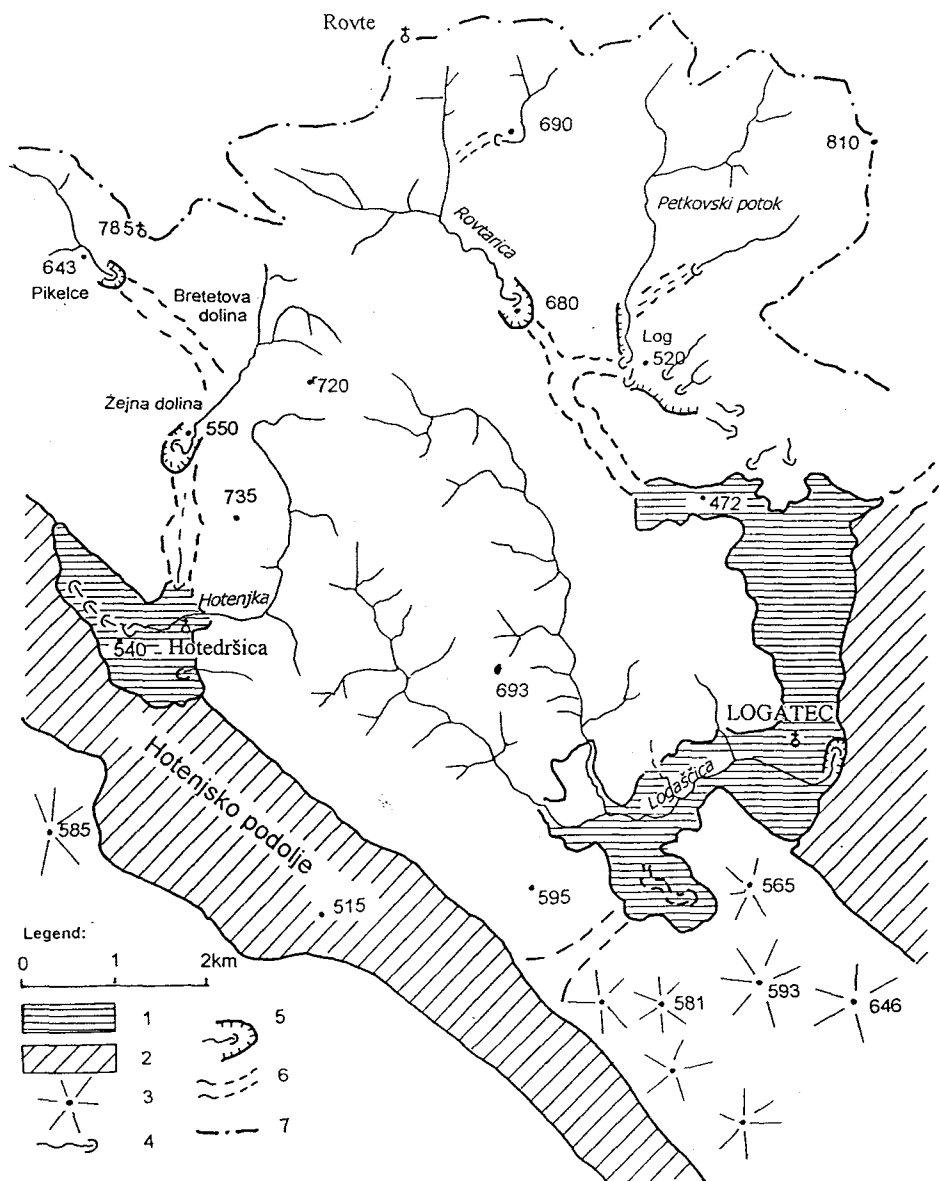 Rovte
690
810
Rovtarica
Petkovski potok
785
643
Pikelce
Bretetova
dolina
680
Log
520
720
Žejna dolina
550
735
472
Hotenjka
540
Hotedršica
693
LOGATEC
Logaščica
Hotenjsko podolje
585
595
565
515
593
581
646
Legend:
0 1 2km
1
2
3
4
5
6
7